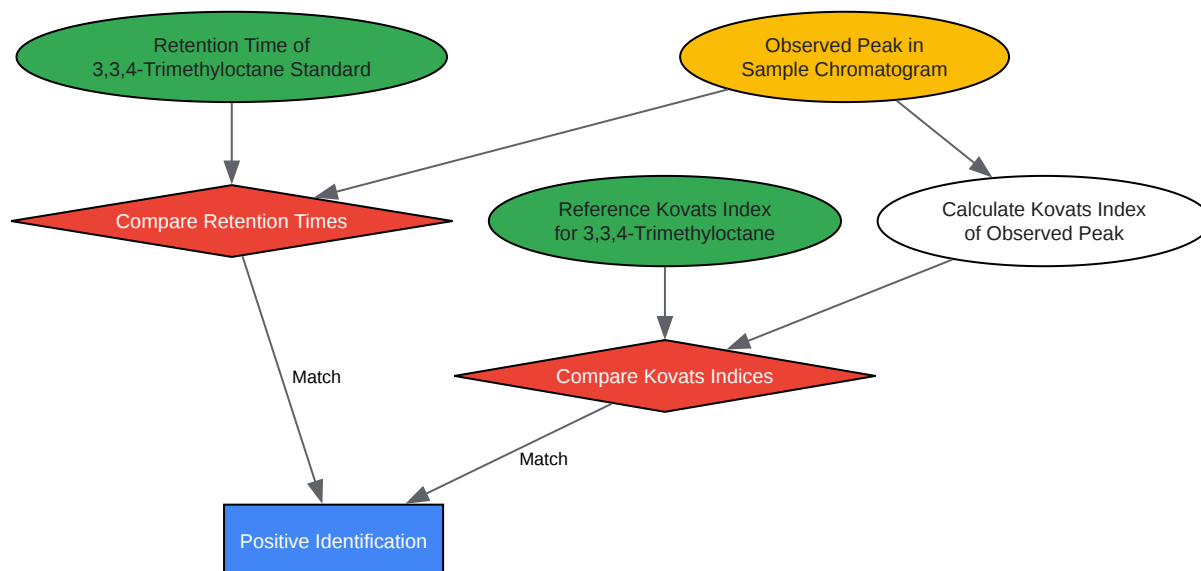 Retention Time of
3,3,4-Trimethyloctane Standard
Observed Peak in
Sample Chromatogram
Compare Retention Times
Reference Kovats Index
for 3,3,4-Trimethyloctane
Calculate Kovats Index
of Observed Peak
Match
Compare Kovats Indices
Match
Positive Identification